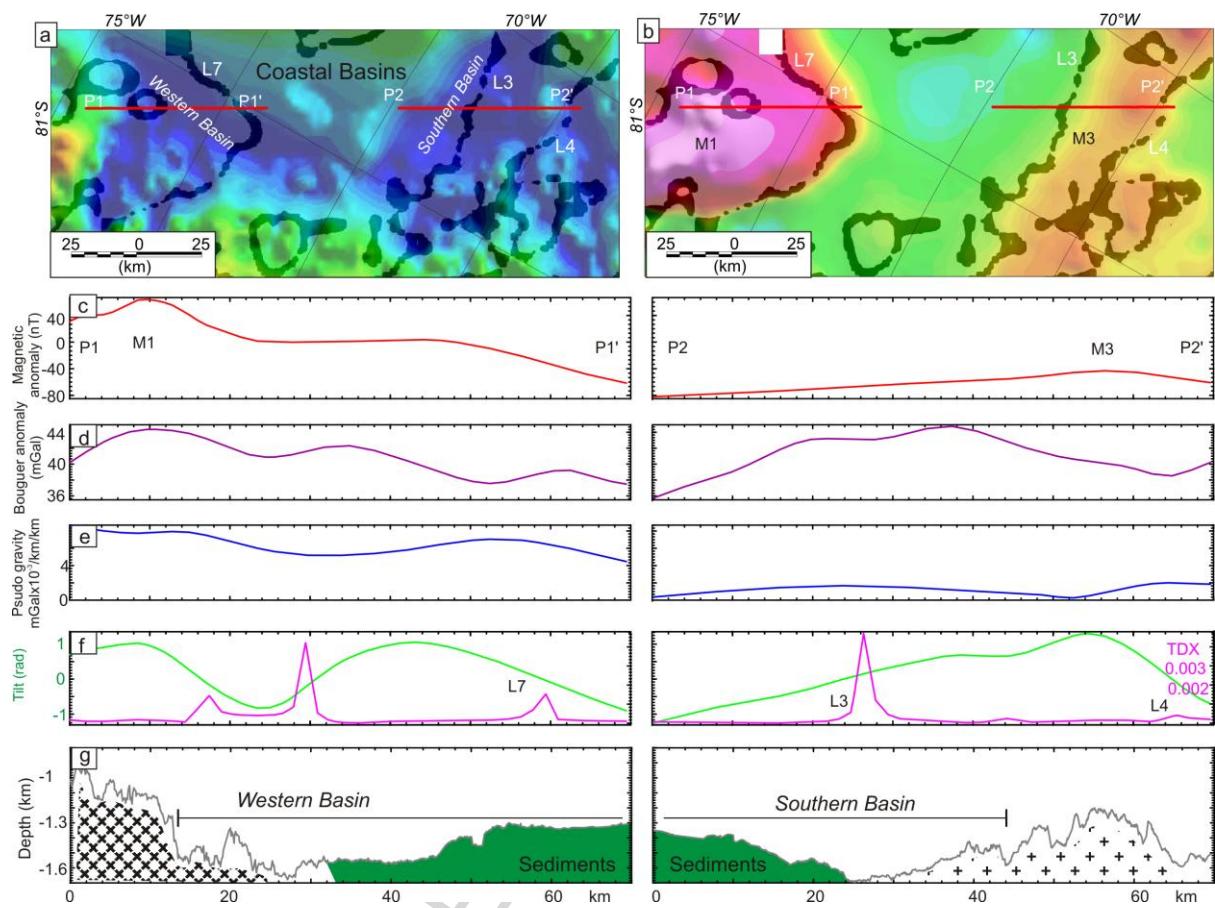 75°W 70°W
a L7 Coastal Basins L3
Western Basin Southern Basin
P1 P1' P2 P2'
81°S
L4
25 0 25
(km)
75°W 70°W
b L7 L3
P1 P1' P2 P2'
81°S
M1 M3 L4
25 0 25
(km)
c
Magnetic
anomaly (nT)
40
0
-40
-80
P1 M1 P1'
P2 M3 P2'
d
Bouguer anomaly
(mGal)
44
40
36
e
Psudo gravity
mGalx10⁻³/km/km
4
0
f
Tilt (rad)
1
0
-1
L7
L3 L4
TDX
0.003
0.002
g
Depth (km)
-1
-1.3
-1.6
Western Basin
Sediments
Southern Basin
Sediments
0 20 40 60 km
0 20 40 60 km